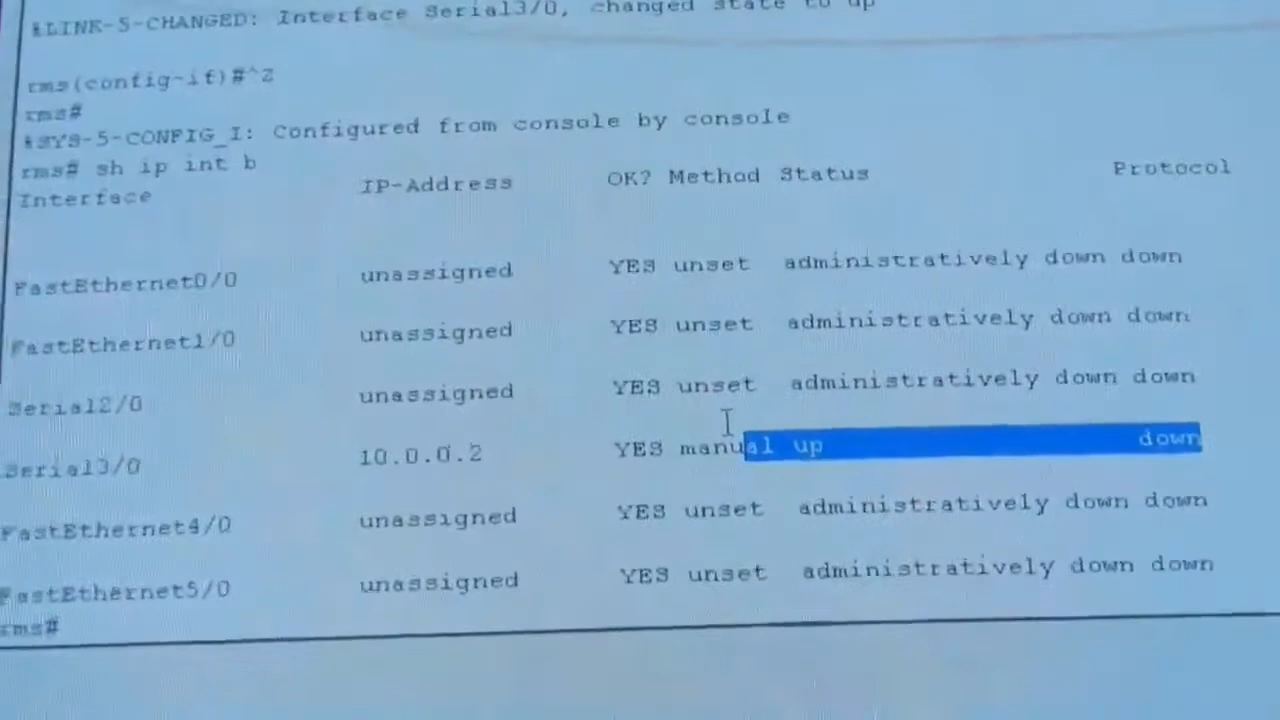 %LINK-5-CHANGED: Interface Serial3/0, changed state to up
rms(config-if)#^Z
rms#
%SYS-5-CONFIG_I: Configured from console by console
rms# sh ip int b
Interface IP-Address OK? Method Status Protocol
FastEthernet0/0 unassigned YES unset administratively down down
FastEthernet1/0 unassigned YES unset administratively down down
Serial2/0 unassigned YES unset administratively down down
Serial3/0 10.0.0.2 YES manual up down
FastEthernet4/0 unassigned YES unset administratively down down
FastEthernet5/0 unassigned YES unset administratively down down
rms#